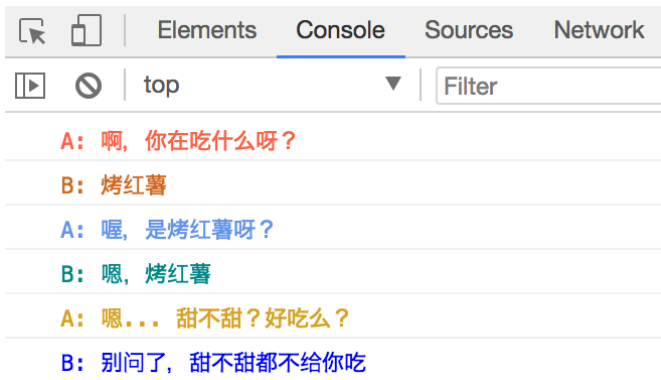 Elements Console Sources Network
top Filter
A: 啊, 你在吃什么呀？
B: 烤红薯
A: 喔, 是烤红薯呀？
B: 嗯, 烤红薯
A: 嗯... 甜不甜？好吃么？
B: 别问了, 甜不甜都不给你吃